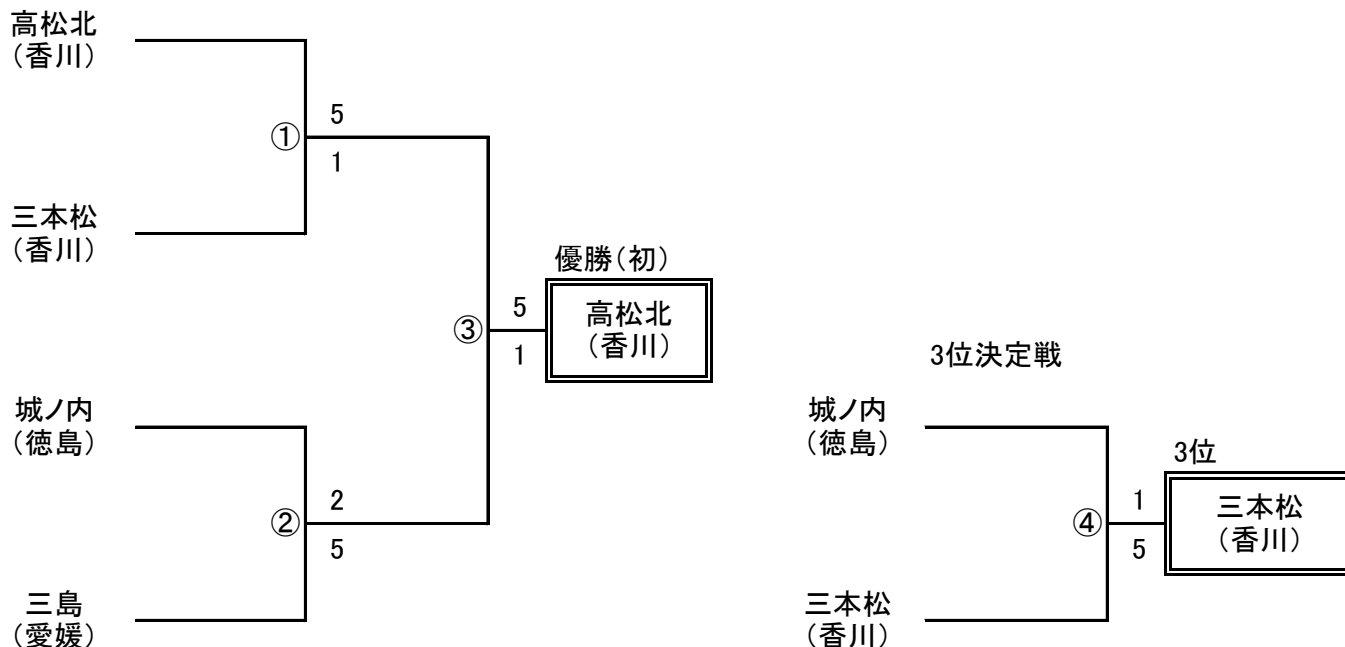 高松北
（香川）
5
①
1
三本松
（香川）
優勝（初）
5
高松北
③
（香川）
1
城ノ内
（徳島）
2
②
5
三島
（愛媛）
3位決定戦
城ノ内
（徳島）
3位
1
三本松
④
（香川）
5
三本松
（香川）